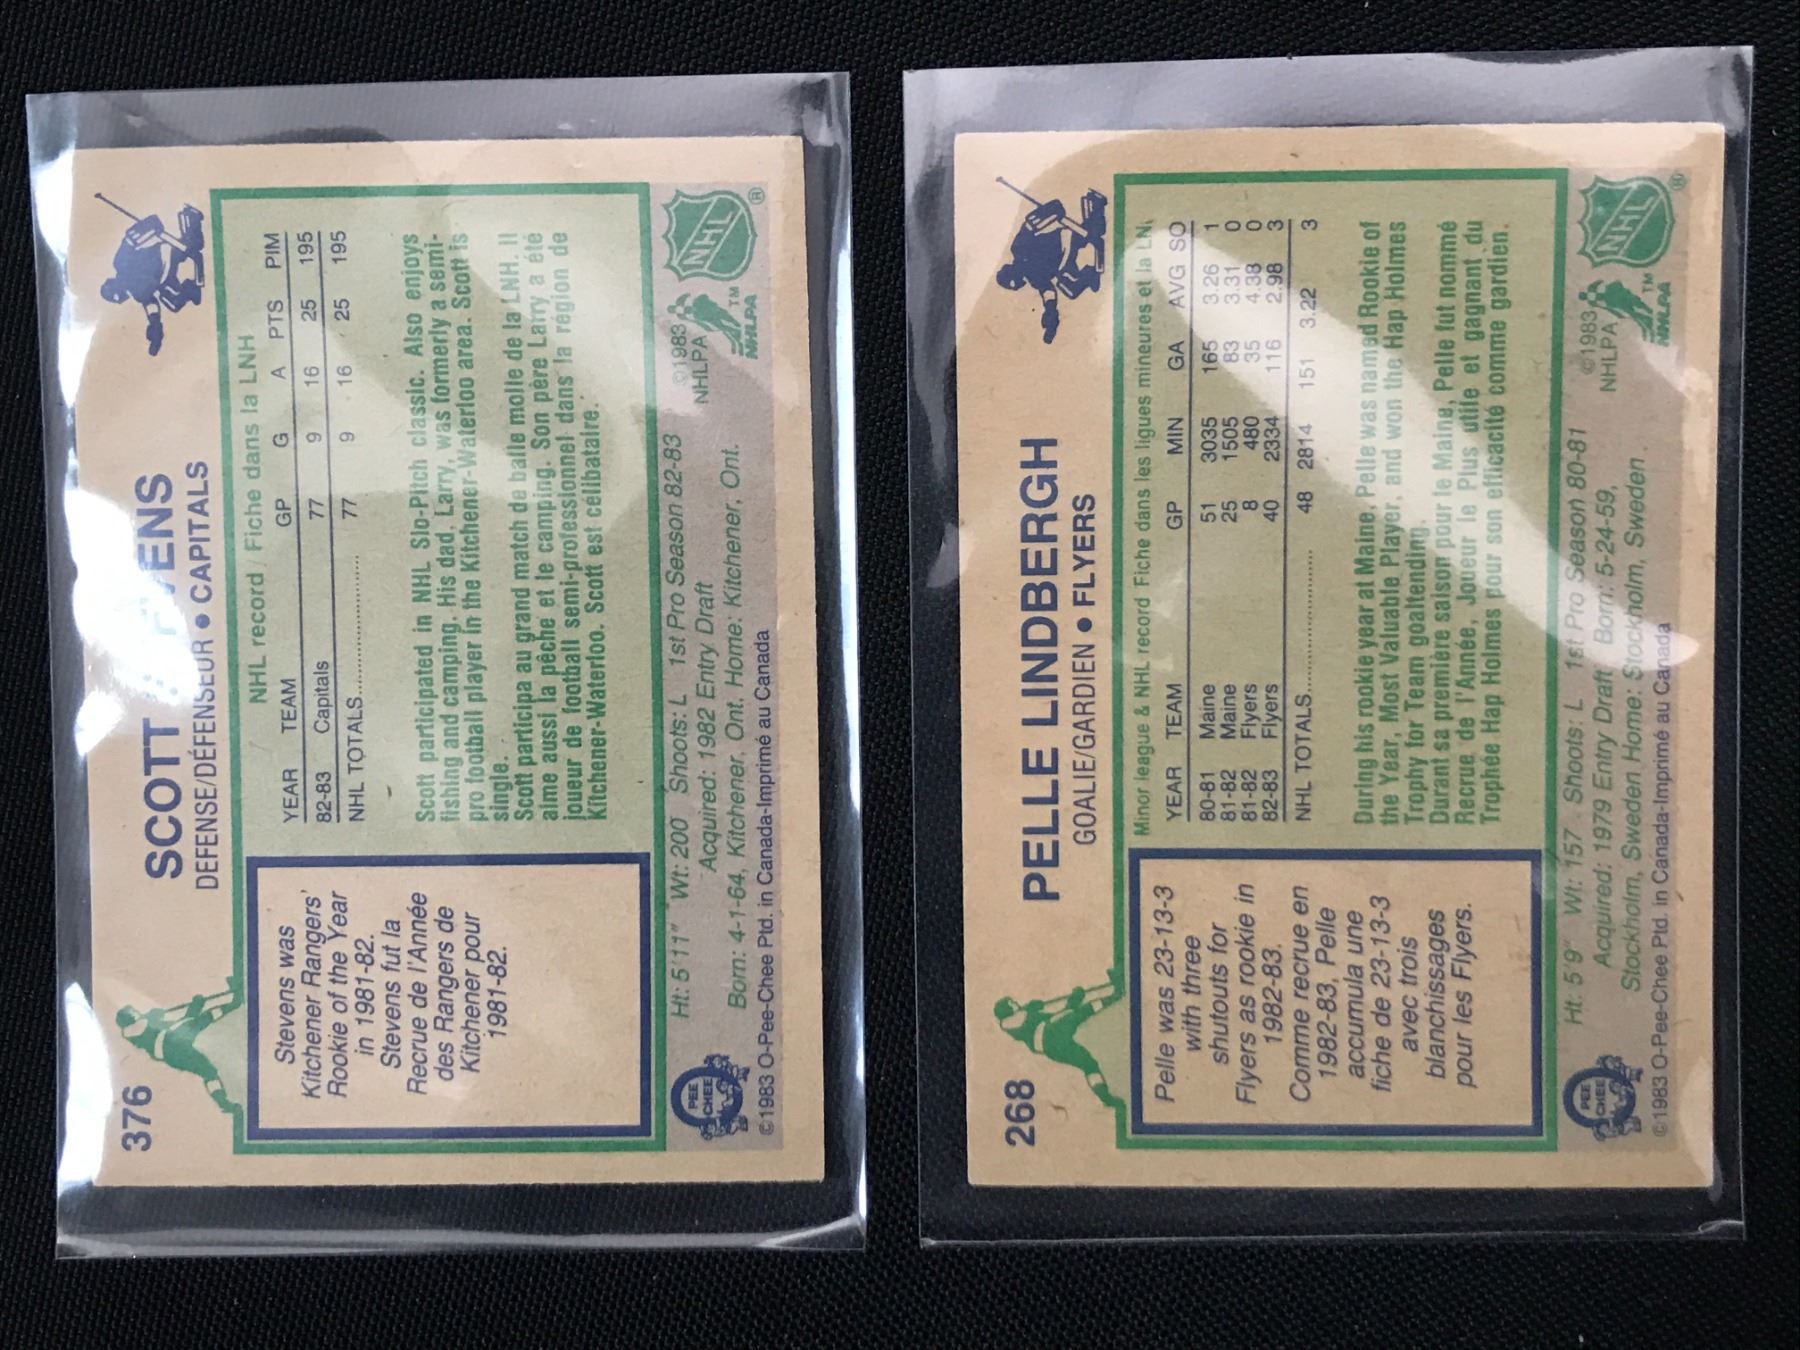 376
SCOTT
DEFENSE/DÉFENSEUR • CAPITALS
Stevens was
Kitchener Rangers'
Rookie of the Year
in 1981-82.
Stevens fut la
Recrue de l'Année
des Rangers de
Kitchener pour
1981-82.
NHL record / Fiche dans la LNH
YEAR TEAM GP G A PTS PIM
82-83 Capitals 77 9 16 25 195
NHL TOTALS.................. 77 9 16 25 195
Scott participated in NHL Slo-Pitch classic. Also enjoys
fishing and camping. His dad, Larry, was formerly a semi-
pro football player in the Kitchener-Waterloo area. Scott is
single.
Scott participa au grand match de balle molle de la LNH. Il
aime aussi la pêche et le camping. Son père Larry a été
joueur de football semi-professionnel dans la région de
Kitchener-Waterloo. Scott est célibataire.
Ht: 5'11" Wt: 200 Shoots: L 1st Pro Season 82-83
Acquired: 1982 Entry Draft
Born: 4-1-64, Kitchener, Ont. Home: Kitchener, Ont.
©1983 O-Pee-Chee Ptd. in Canada-Imprimé au Canada
PEE
CHEE
©1983
NHLPA
NHLPA TM
NHL ®
268
PELLE LINDBERGH
GOALIE/GARDIEN • FLYERS
Pelle was 23-13-3
with three
shutouts for
Flyers as rookie in
1982-83.
Comme recrue en
1982-83, Pelle
accumula une
fiche de 23-13-3
avec trois
blanchissages
pour les Flyers.
Minor league & NHL record Fiche dans les ligues mineures et la
YEAR TEAM GP MIN GA AVG SO
80-81 Maine 51 3035 165 3.26 1
81-82 Maine 25 1505 83 3.31 0
81-82 Flyers 8 480 35 4.38 0
82-83 Flyers 40 2334 116 2.98 3
NHL TOTALS.................. 48 2814 151 3.22 3
During his rookie year at Maine, Pelle was named Rookie of
the Year, Most Valuable Player, and won the Hap Holmes
Trophy for Team goaltending.
Durant sa première saison pour le Maine, Pelle fut nommé
Recrue de l'Année, Joueur le Plus utile et gagnant du
Trophée Hap Holmes pour son efficacité comme gardien.
Ht: 5'9" Wt: 157 Shoots: L 1st Pro Season 80-81
Acquired: 1979 Entry Draft Born: 5-24-59,
Stockholm, Sweden Home: Stockholm, Sweden
©1983 O-Pee-Chee Ptd. in Canada-Imprimé au Canada
PEE
CHEE
©1983
NHLPA
NHLPA TM
NHL ®